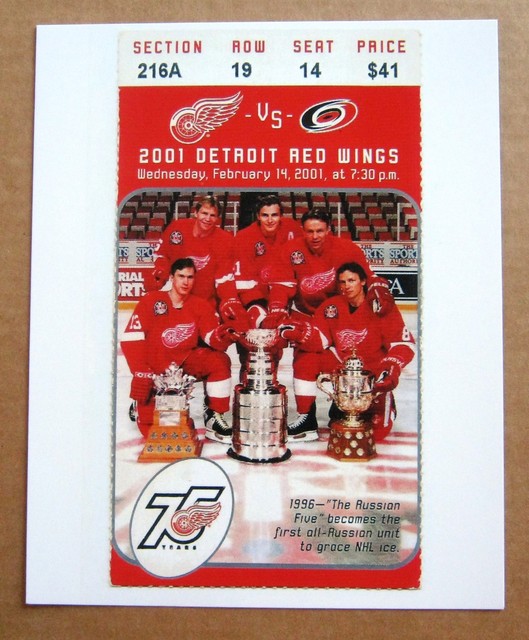 SECTION ROW SEAT PRICE
216A 19 14 $41
-VS-
2001 DETROIT RED WINGS
Wednesday, February 14, 2001, at 7:30 p.m.
75
YEARS
1996—"The Russian
Five" becomes the
first all-Russian unit
to grace NHL ice.